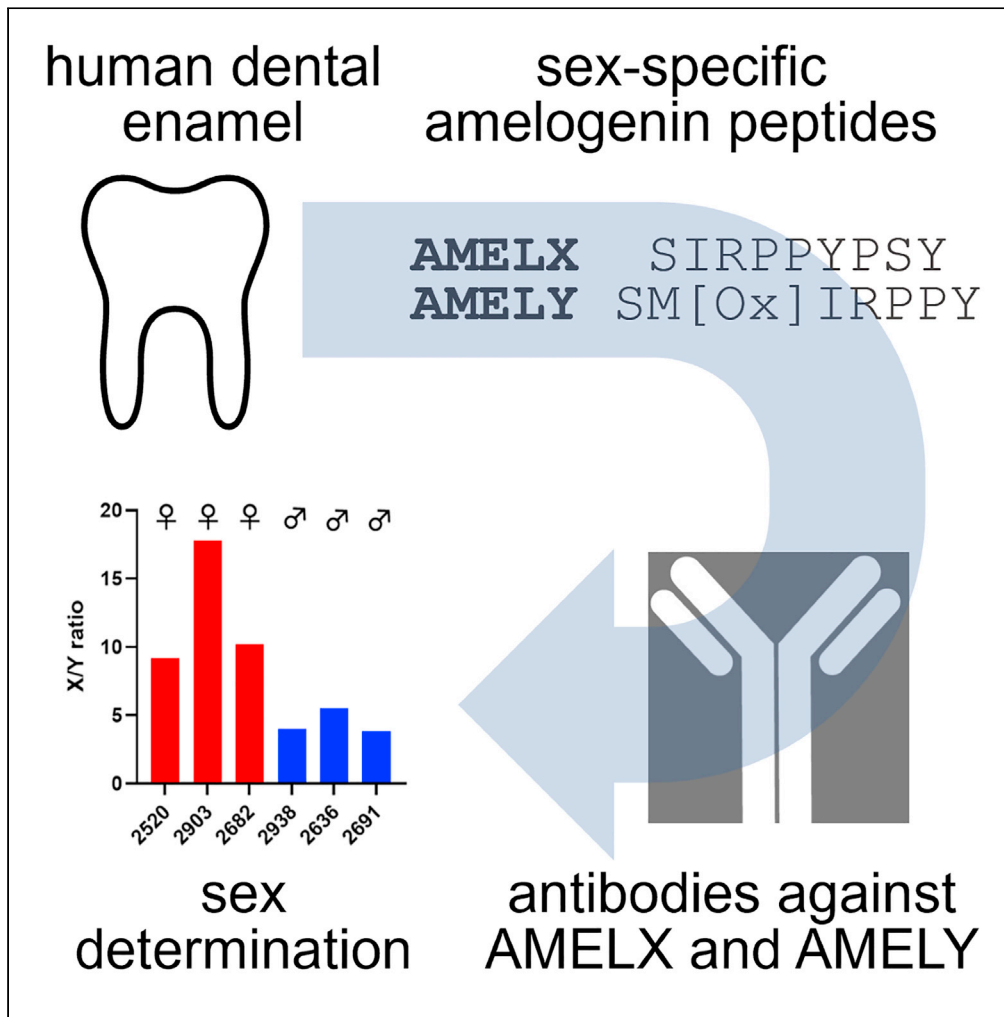 human dental
enamel
sex-specific
amelogenin peptides
AMELX SIRPPYPSY
AMELY SM[Ox]IRPPY
X/Y ratio
20
15
10
5
0
♀ ♀ ♀ ♂ ♂ ♂
2520 2903 2682 2938 2636 2691
sex
determination
antibodies against
AMELX and AMELY